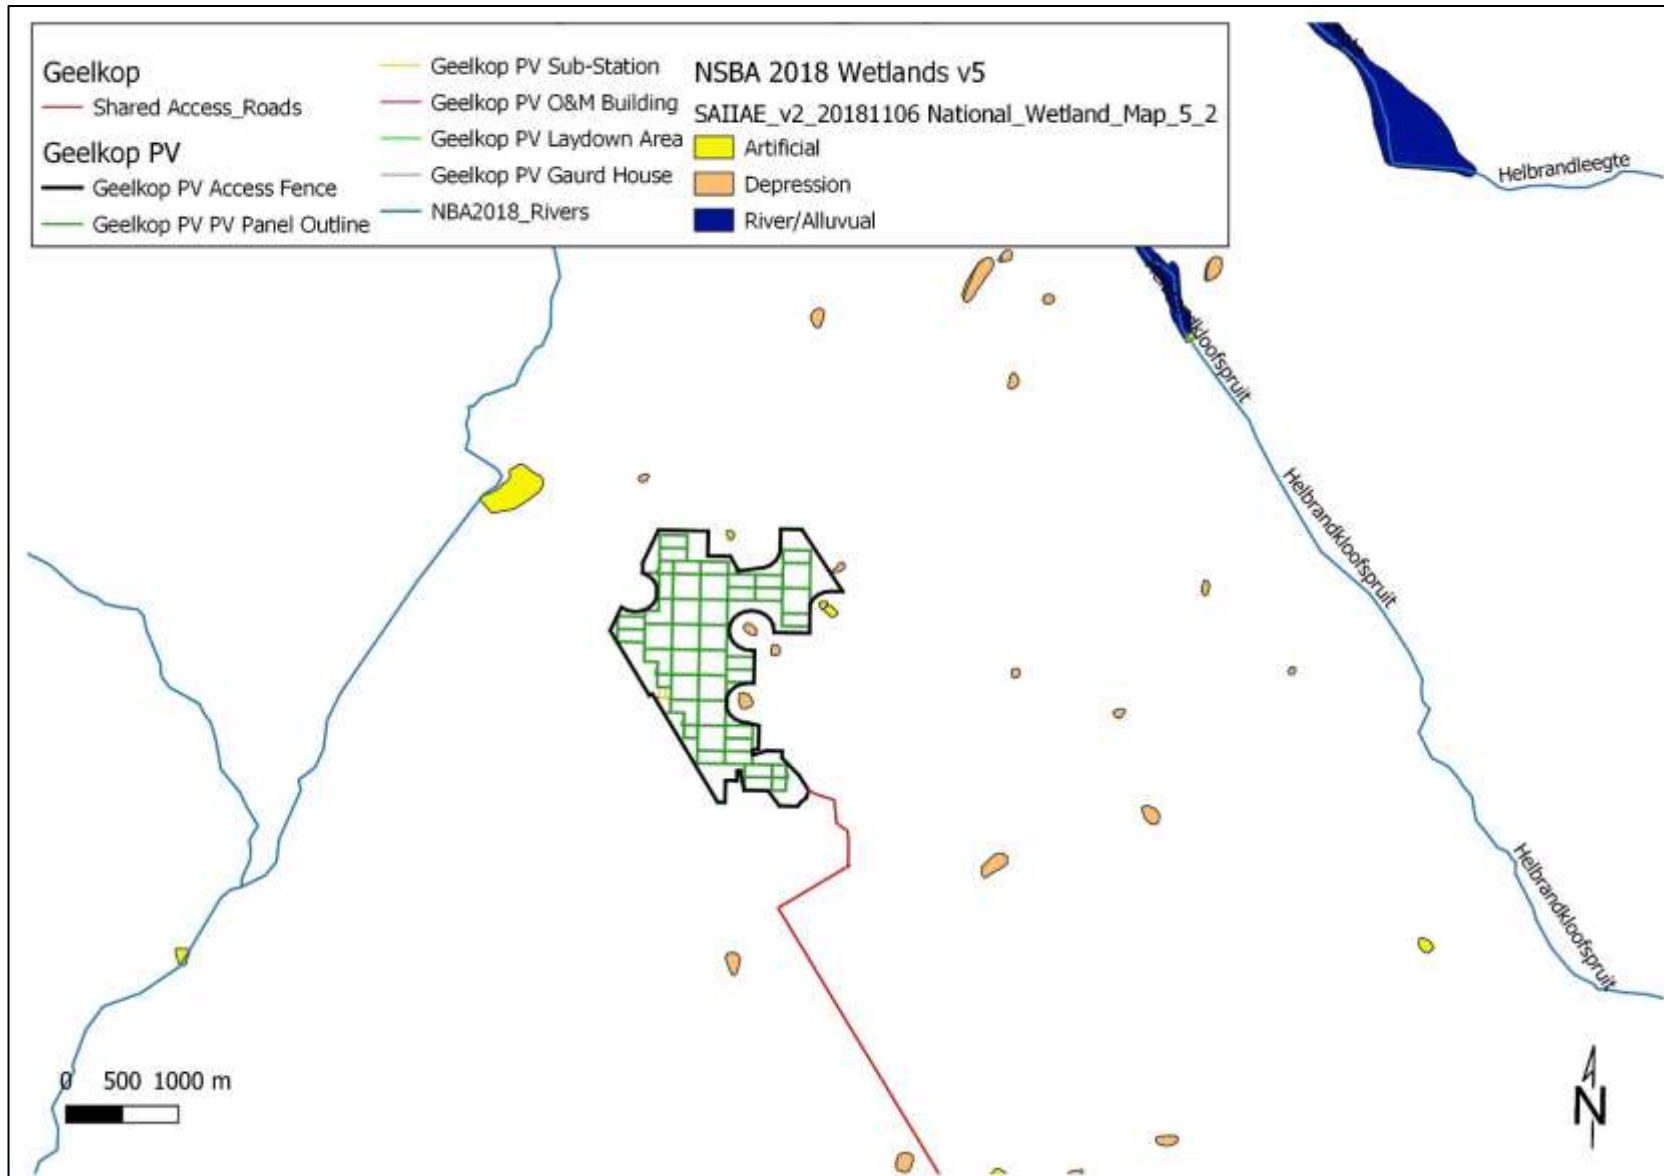 Geelkop
Shared Access_Roads
Geelkop PV
Geelkop PV Access Fence
Geelkop PV PV Panel Outline
Geelkop PV Sub-Station
Geelkop PV O&M Building
Geelkop PV Laydown Area
Geelkop PV Gaurd House
NBA2018_Rivers
NSBA 2018 Wetlands v5
SAIIAE_v2_20181106 National_Wetland_Map_5_2
Artificial
Depression
River/Alluvual
Helbrandleegte
Helbrandkloofspruit
Helbrandkloofspruit
0 500 1000 m
N